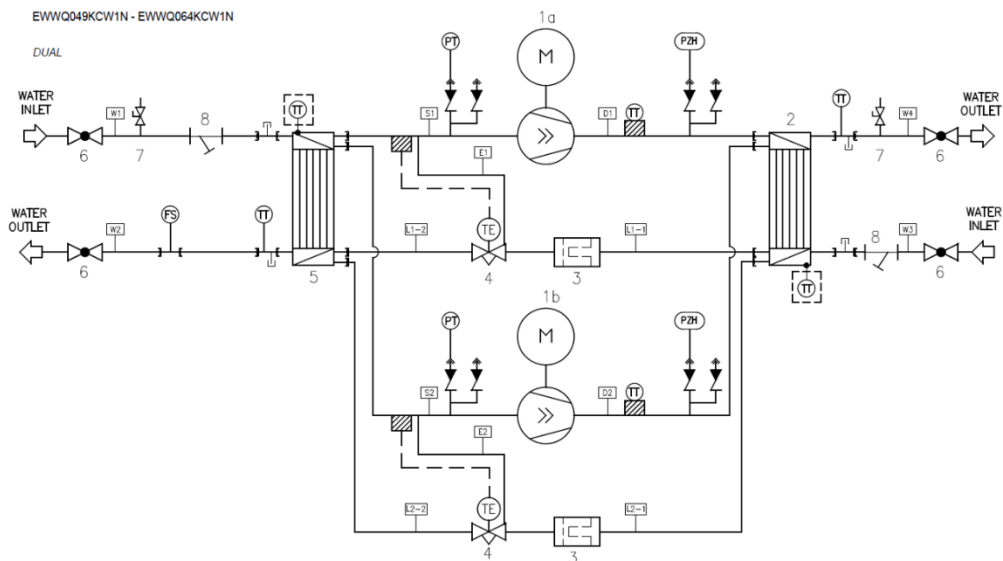 EWWQ049KCW1N - EWWQ064KCW1N
DUAL
1a
M
PT
PZH
WATER
INLET
W1
8
TT
S1
D1
TT
2
TT
W4
WATER
OUTLET
6
7
7
6
E1
WATER
OUTLET
W2
FS
TT
L1-2
TE
L1-1
8
W3
WATER
INLET
6
5
4
3
TT
6
1b
M
PT
PZH
S2
D2
TT
E2
L2-2
TE
L2-1
4
3